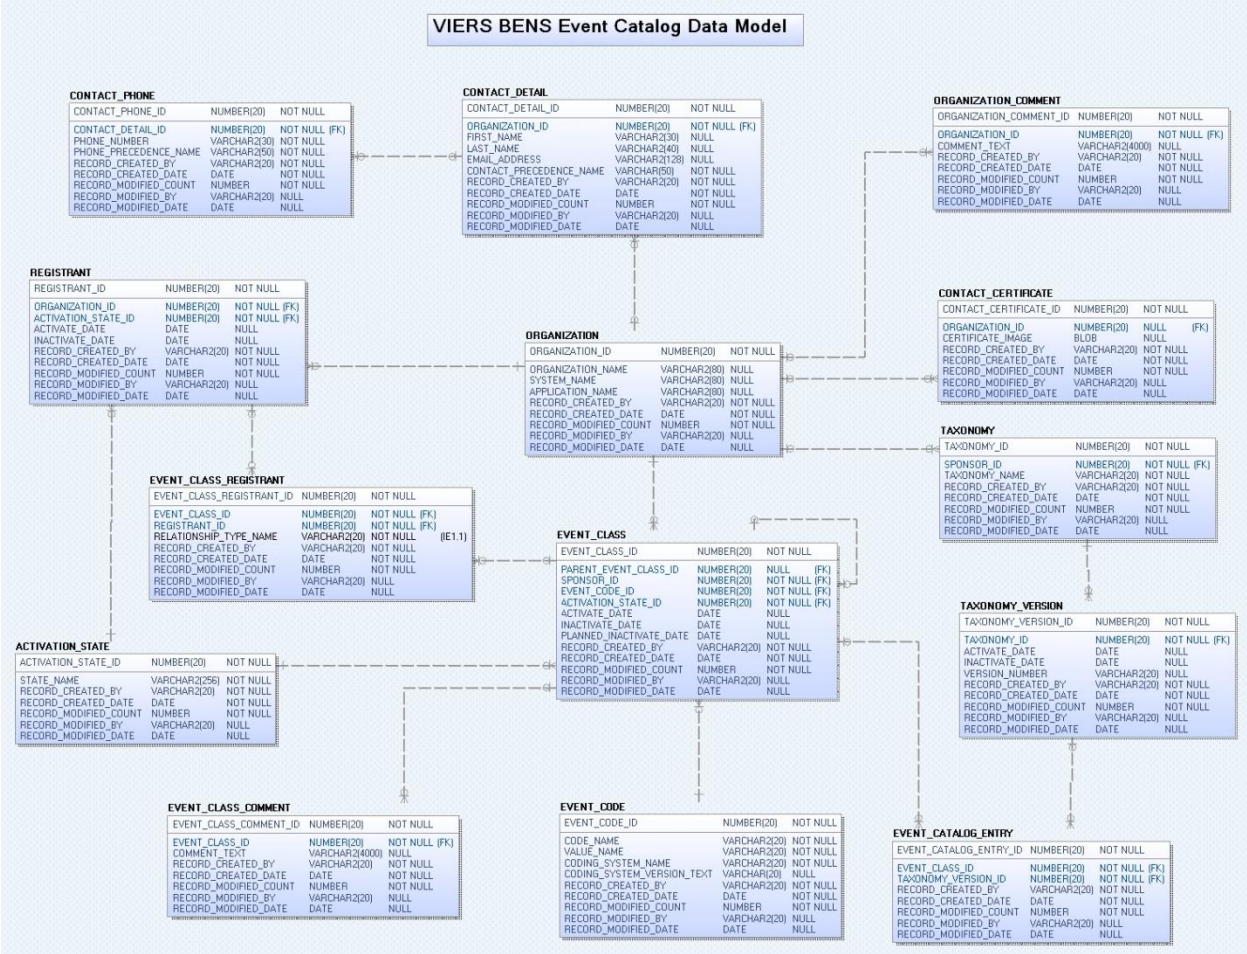 VIERS BENS Event Catalog Data Model
CONTACT_PHONE
CONTACT_PHONE_ID NUMBER(20) NOT NULL
CONTACT_DETAIL_ID NUMBER(20) NOT NULL (FK)
PHONE_NUMBER VARCHAR2(30) NOT NULL
PHONE_PRECEDENCE_NAME VARCHAR2(50) NOT NULL
RECORD_CREATED_BY VARCHAR2(20) NOT NULL
RECORD_CREATED_DATE DATE NOT NULL
RECORD_MODIFIED_COUNT NUMBER NOT NULL
RECORD_MODIFIED_BY VARCHAR2(20) NULL
RECORD_MODIFIED_DATE DATE NULL
CONTACT_DETAIL
CONTACT_DETAIL_ID NUMBER(20) NOT NULL
ORGANIZATION_ID NUMBER(20) NOT NULL (FK)
FIRST_NAME VARCHAR2(30) NULL
LAST_NAME VARCHAR2(40) NULL
EMAIL_ADDRESS VARCHAR2(128) NULL
CONTACT_PRECEDENCE_NAME VARCHAR(50) NOT NULL
RECORD_CREATED_BY VARCHAR2(20) NOT NULL
RECORD_CREATED_DATE DATE NOT NULL
RECORD_MODIFIED_COUNT NUMBER NOT NULL
RECORD_MODIFIED_BY VARCHAR2(20) NULL
RECORD_MODIFIED_DATE DATE NULL
ORGANIZATION_COMMENT
ORGANIZATION_COMMENT_ID NUMBER(20) NOT NULL
ORGANIZATION_ID NUMBER(20) NOT NULL (FK)
COMMENT_TEXT VARCHAR2(4000) NULL
RECORD_CREATED_BY VARCHAR2(20) NOT NULL
RECORD_CREATED_DATE DATE NOT NULL
RECORD_MODIFIED_COUNT NUMBER NOT NULL
RECORD_MODIFIED_BY VARCHAR2(20) NULL
RECORD_MODIFIED_DATE DATE NULL
REGISTRANT
REGISTRANT_ID NUMBER(20) NOT NULL
ORGANIZATION_ID NUMBER(20) NOT NULL (FK)
ACTIVATION_STATE_ID NUMBER(20) NOT NULL (FK)
ACTIVATE_DATE DATE NULL
INACTIVATE_DATE DATE NULL
RECORD_CREATED_BY VARCHAR2(20) NOT NULL
RECORD_CREATED_DATE DATE NOT NULL
RECORD_MODIFIED_COUNT NUMBER NOT NULL
RECORD_MODIFIED_BY VARCHAR2(20) NULL
RECORD_MODIFIED_DATE DATE NULL
ORGANIZATION
ORGANIZATION_ID NUMBER(20) NOT NULL
ORGANIZATION_NAME VARCHAR2(80) NULL
SYSTEM_NAME VARCHAR2(80) NULL
APPLICATION_NAME VARCHAR2(80) NULL
RECORD_CREATED_BY VARCHAR2(20) NOT NULL
RECORD_CREATED_DATE DATE NOT NULL
RECORD_MODIFIED_COUNT NUMBER NOT NULL
RECORD_MODIFIED_BY VARCHAR2(20) NULL
RECORD_MODIFIED_DATE DATE NULL
CONTACT_CERTIFICATE
CONTACT_CERTIFICATE_ID NUMBER(20) NOT NULL
ORGANIZATION_ID NUMBER(20) NULL (FK)
CERTIFICATE_IMAGE BLOB NULL
RECORD_CREATED_BY VARCHAR2(20) NOT NULL
RECORD_CREATED_DATE DATE NOT NULL
RECORD_MODIFIED_COUNT NUMBER NOT NULL
RECORD_MODIFIED_BY VARCHAR2(20) NULL
RECORD_MODIFIED_DATE DATE NULL
TAXONOMY
TAXONOMY_ID NUMBER(20) NOT NULL
SPONSOR_ID NUMBER(20) NOT NULL (FK)
TAXONOMY_NAME VARCHAR2(20) NULL
RECORD_CREATED_BY VARCHAR2(20) NOT NULL
RECORD_CREATED_DATE DATE NOT NULL
RECORD_MODIFIED_COUNT NUMBER NOT NULL
RECORD_MODIFIED_BY VARCHAR2(20) NULL
RECORD_MODIFIED_DATE DATE NULL
EVENT_CLASS_REGISTRANT
EVENT_CLASS_REGISTRANT_ID NUMBER(20) NOT NULL
EVENT_CLASS_ID NUMBER(20) NOT NULL (FK)
REGISTRANT_ID NUMBER(20) NOT NULL (FK)
RELATIONSHIP_TYPE_NAME VARCHAR2(20) NOT NULL (IE1.1)
RECORD_CREATED_BY VARCHAR2(20) NOT NULL
RECORD_CREATED_DATE DATE NOT NULL
RECORD_MODIFIED_COUNT NUMBER NOT NULL
RECORD_MODIFIED_BY VARCHAR2(20) NULL
RECORD_MODIFIED_DATE DATE NULL
EVENT_CLASS
EVENT_CLASS_ID NUMBER(20) NOT NULL
PARENT_EVENT_CLASS_ID NUMBER(20) NULL (FK)
SPONSOR_ID NUMBER(20) NOT NULL (FK)
EVENT_CODE_ID NUMBER(20) NOT NULL (FK)
ACTIVATION_STATE_ID NUMBER(20) NOT NULL (FK)
ACTIVATE_DATE DATE NULL
INACTIVATE_DATE DATE NULL
PLANNED_INACTIVATE_DATE DATE NULL
RECORD_CREATED_BY VARCHAR2(20) NOT NULL
RECORD_CREATED_DATE DATE NOT NULL
RECORD_MODIFIED_COUNT NUMBER NOT NULL
RECORD_MODIFIED_BY VARCHAR2(20) NULL
RECORD_MODIFIED_DATE DATE NULL
TAXONOMY_VERSION
TAXONOMY_VERSION_ID NUMBER(20) NOT NULL
TAXONOMY_ID NUMBER(20) NOT NULL (FK)
ACTIVATE_DATE DATE NULL
INACTIVATE_DATE DATE NULL
VERSION_NUMBER VARCHAR2(20) NULL
RECORD_CREATED_BY VARCHAR2(20) NOT NULL
RECORD_CREATED_DATE DATE NOT NULL
RECORD_MODIFIED_COUNT NUMBER NOT NULL
RECORD_MODIFIED_BY VARCHAR2(20) NULL
RECORD_MODIFIED_DATE DATE NULL
ACTIVATION_STATE
ACTIVATION_STATE_ID NUMBER(20) NOT NULL
STATE_NAME VARCHAR2(256) NOT NULL
RECORD_CREATED_BY VARCHAR2(20) NOT NULL
RECORD_CREATED_DATE DATE NOT NULL
RECORD_MODIFIED_COUNT NUMBER NOT NULL
RECORD_MODIFIED_BY VARCHAR2(20) NULL
RECORD_MODIFIED_DATE DATE NULL
EVENT_CLASS_COMMENT
EVENT_CLASS_COMMENT_ID NUMBER(20) NOT NULL
EVENT_CLASS_ID NUMBER(20) NOT NULL (FK)
COMMENT_TEXT VARCHAR2(4000) NULL
RECORD_CREATED_BY VARCHAR2(20) NOT NULL
RECORD_CREATED_DATE DATE NOT NULL
RECORD_MODIFIED_COUNT NUMBER NOT NULL
RECORD_MODIFIED_BY VARCHAR2(20) NULL
RECORD_MODIFIED_DATE DATE NULL
EVENT_CODE
EVENT_CODE_ID NUMBER(20) NOT NULL
CODE_NAME VARCHAR2(20) NOT NULL
VALUE_NAME VARCHAR2(20) NOT NULL
CODING_SYSTEM_NAME VARCHAR2(20) NOT NULL
CODING_SYSTEM_VERSION_TEXT VARCHAR(20) NULL
RECORD_CREATED_BY VARCHAR2(20) NOT NULL
RECORD_CREATED_DATE DATE NOT NULL
RECORD_MODIFIED_COUNT NUMBER NOT NULL
RECORD_MODIFIED_BY VARCHAR2(20) NULL
RECORD_MODIFIED_DATE DATE NULL
EVENT_CATALOG_ENTRY
EVENT_CATALOG_ENTRY_ID NUMBER(20) NOT NULL
EVENT_CLASS_ID NUMBER(20) NOT NULL (FK)
TAXONOMY_VERSION_ID NUMBER(20) NOT NULL (FK)
RECORD_CREATED_BY VARCHAR2(20) NOT NULL
RECORD_CREATED_DATE DATE NOT NULL
RECORD_MODIFIED_COUNT NUMBER NOT NULL
RECORD_MODIFIED_BY VARCHAR2(20) NULL
RECORD_MODIFIED_DATE DATE NULL